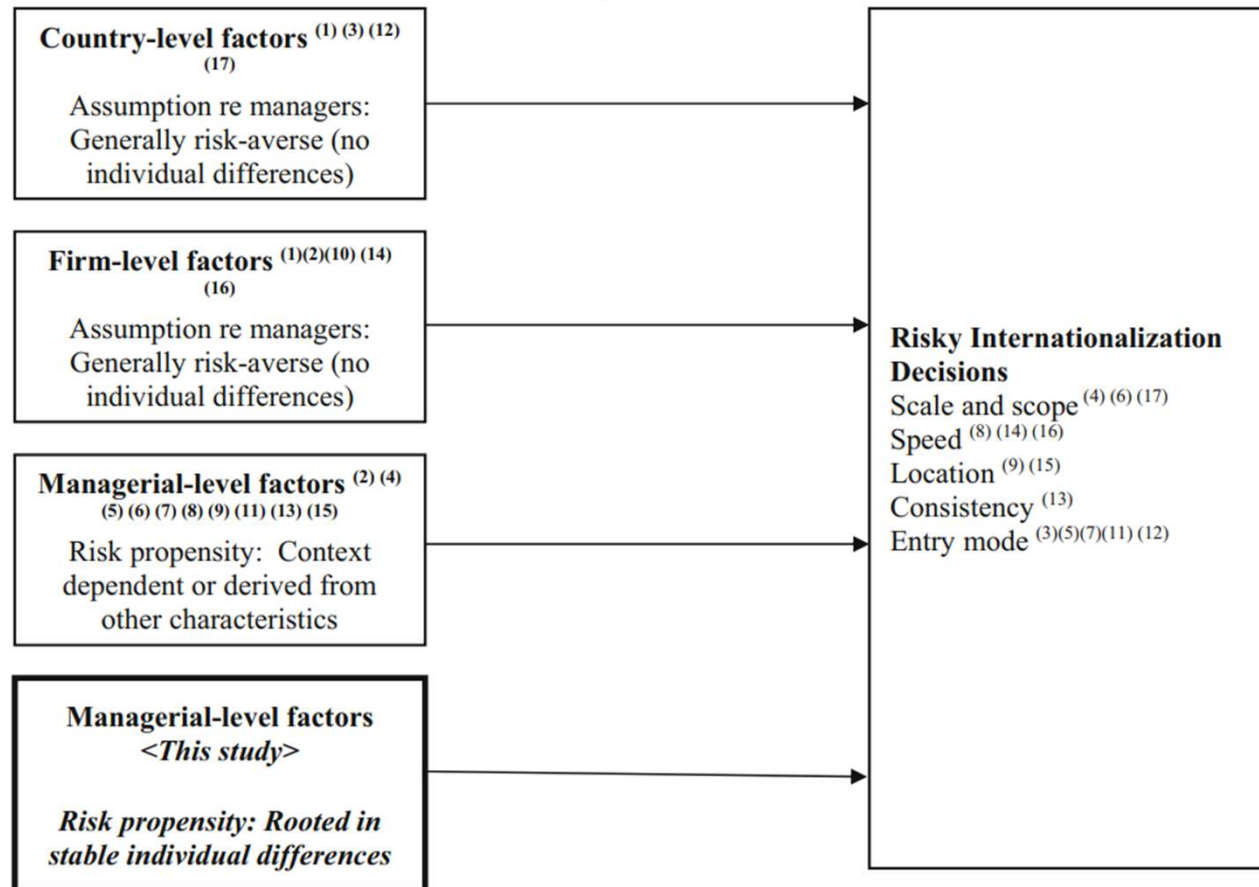 Country-level factors (1) (3) (12)
(17)
Assumption re managers:
Generally risk-averse (no
individual differences)
Firm-level factors (1)(2)(10) (14)
(16)
Assumption re managers:
Generally risk-averse (no
individual differences)
Managerial-level factors (2) (4)
(5) (6) (7) (8) (9) (11) (13) (15)
Risk propensity: Context
dependent or derived from
other characteristics
Managerial-level factors
<This study>
Risk propensity: Rooted in
stable individual differences
Risky Internationalization
Decisions
Scale and scope (4) (6) (17)
Speed (8) (14) (16)
Location (9) (15)
Consistency (13)
Entry mode (3)(5)(7)(11) (12)